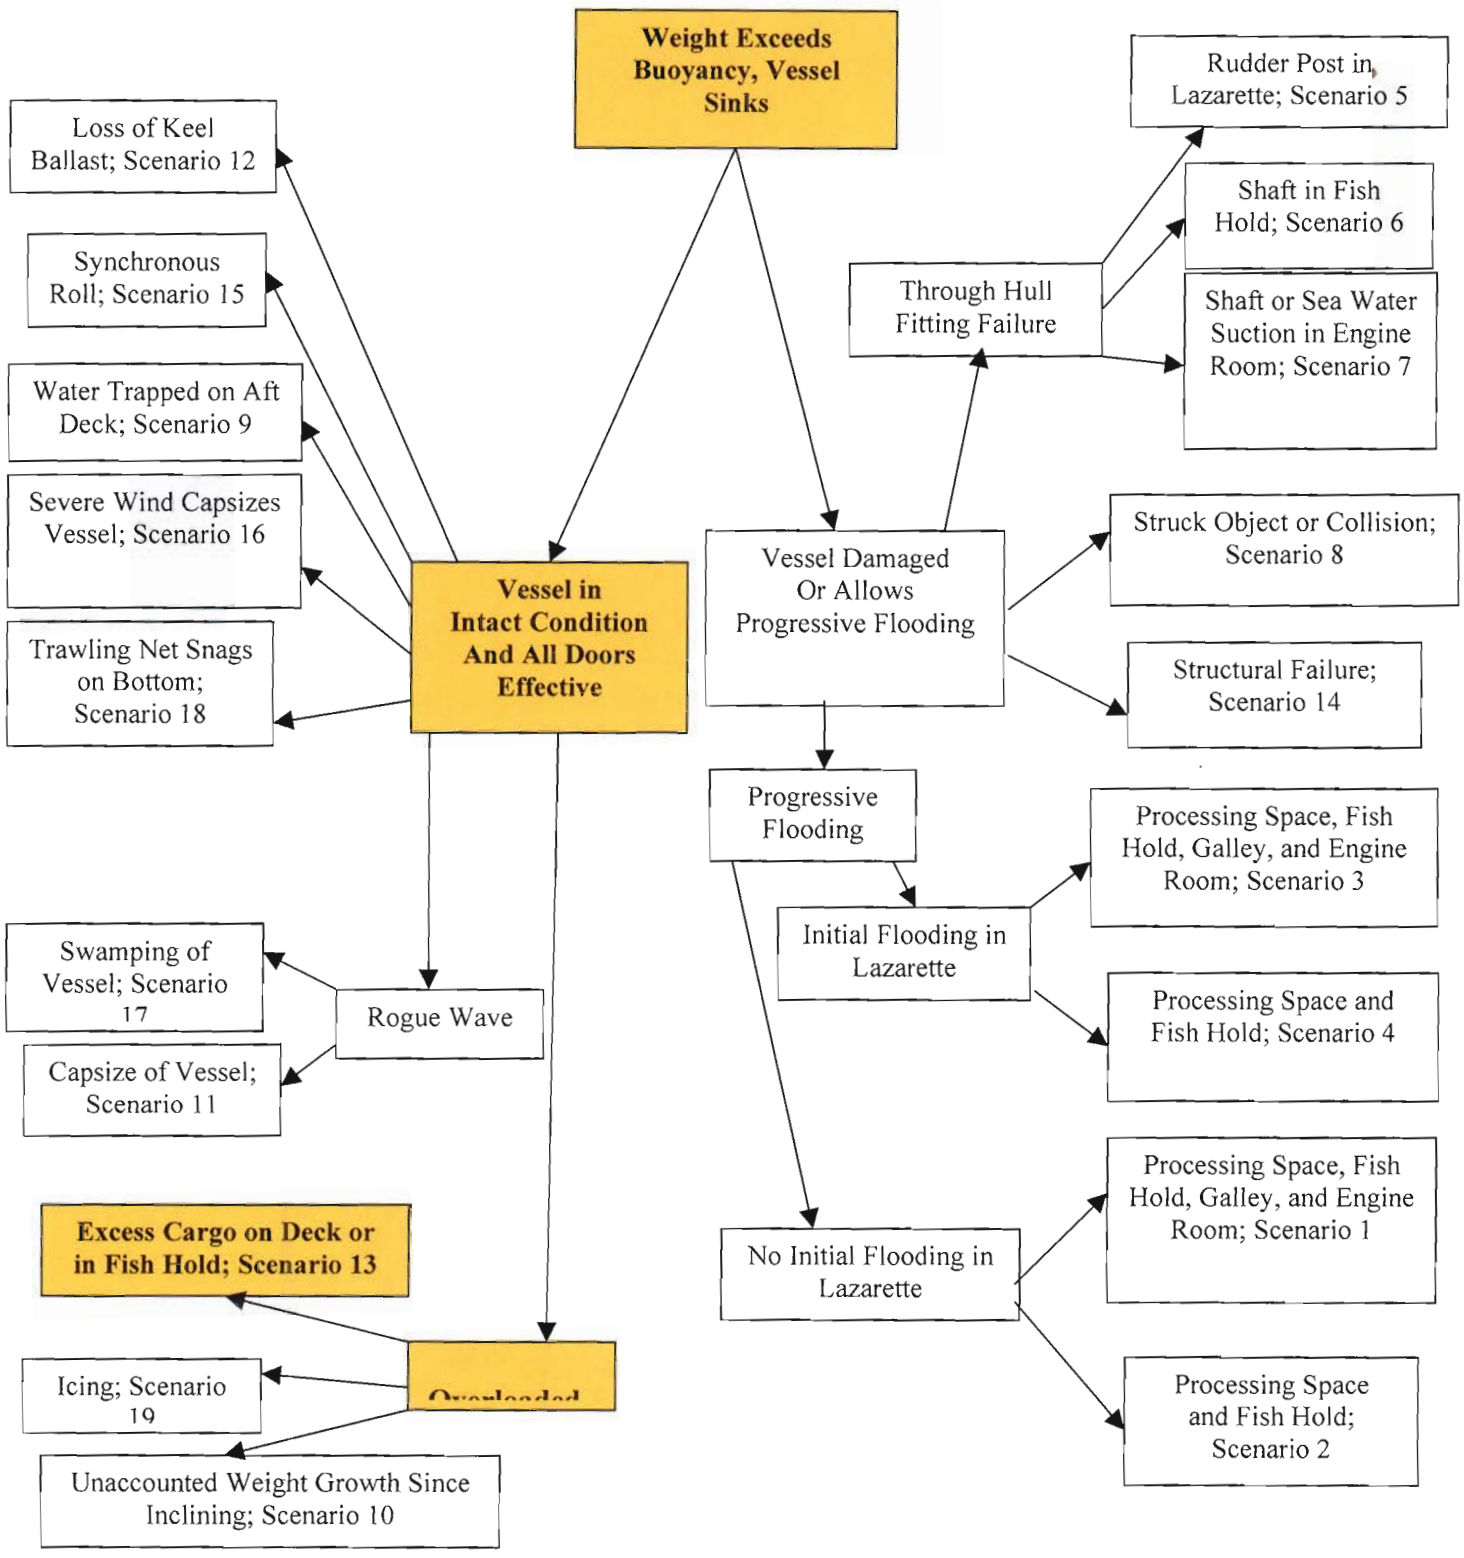 Weight Exceeds
Buoyancy, Vessel
Sinks
Rudder Post in
Lazarette; Scenario 5
Loss of Keel
Ballast; Scenario 12
Shaft in Fish
Hold; Scenario 6
Synchronous
Roll; Scenario 15
Through Hull
Fitting Failure
Shaft or Sea Water
Suction in Engine
Room; Scenario 7
Water Trapped on Aft
Deck; Scenario 9
Severe Wind Capsizes
Vessel; Scenario 16
Struck Object or Collision;
Scenario 8
Vessel Damaged
Or Allows
Progressive Flooding
Vessel in
Intact Condition
And All Doors
Effective
Trawling Net Snags
on Bottom;
Scenario 18
Structural Failure;
Scenario 14
Progressive
Flooding
Processing Space, Fish
Hold, Galley, and Engine
Room; Scenario 3
Initial Flooding in
Lazarette
Swamping of
Vessel; Scenario
17
Rogue Wave
Processing Space and
Fish Hold; Scenario 4
Capsize of Vessel;
Scenario 11
Processing Space, Fish
Hold, Galley, and Engine
Room; Scenario 1
Excess Cargo on Deck or
in Fish Hold; Scenario 13
No Initial Flooding in
Lazarette
Overloaded
Icing; Scenario
19
Processing Space
and Fish Hold;
Scenario 2
Unaccounted Weight Growth Since
Inclining; Scenario 10